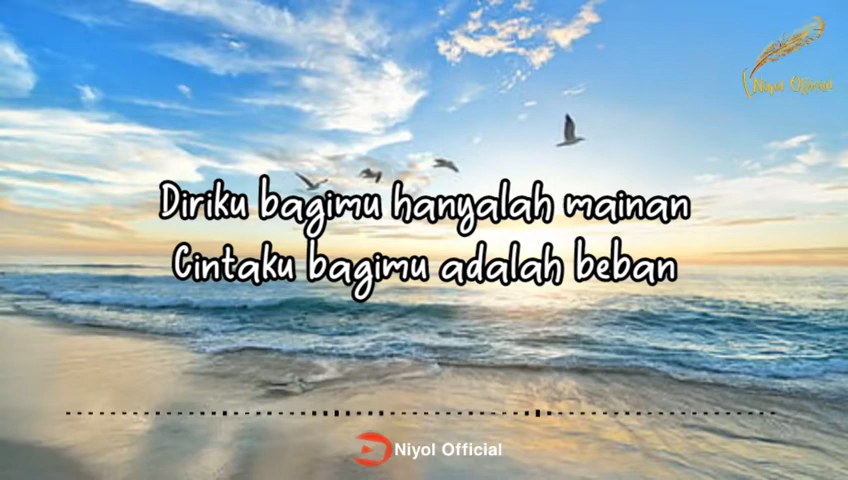 Niyol Official
Diriku bagimu hanyalah mainan
Cintaku bagimu adalah beban
Niyol Official